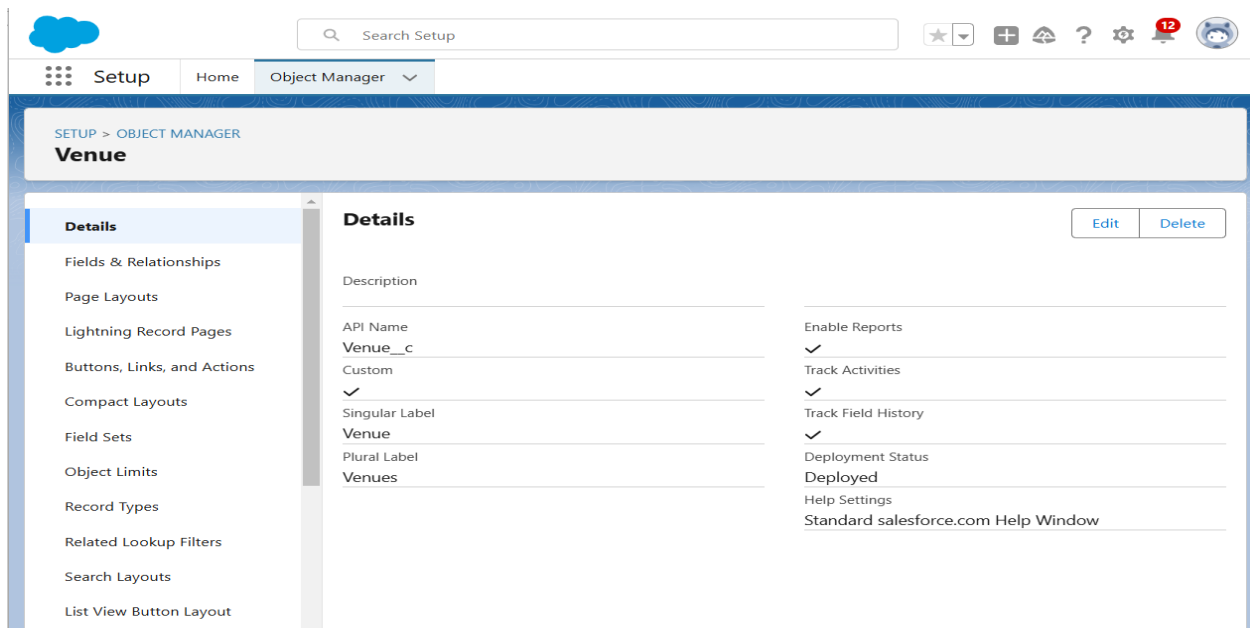 Search Setup
12
Setup
Home
Object Manager
SETUP > OBJECT MANAGER
Venue
Details
Fields & Relationships
Page Layouts
Lightning Record Pages
Buttons, Links, and Actions
Compact Layouts
Field Sets
Object Limits
Record Types
Related Lookup Filters
Search Layouts
List View Button Layout
Details
Edit
Delete
Description
API Name
Venue__c
Custom
Singular Label
Venue
Plural Label
Venues
Enable Reports
Track Activities
Track Field History
Deployment Status
Deployed
Help Settings
Standard salesforce.com Help Window